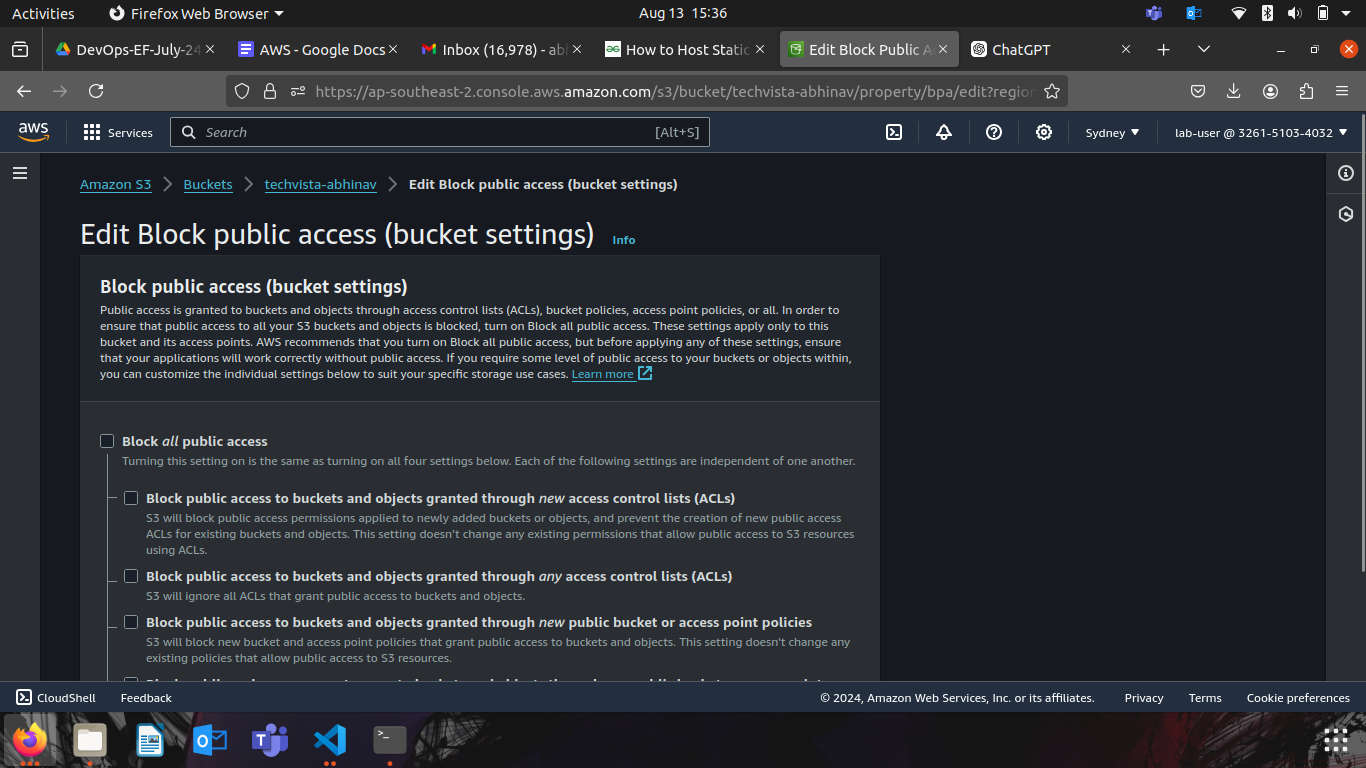 Activities
Firefox Web Browser
Aug 13 15:36
DevOps-EF-July-24
AWS - Google Docs
Inbox (16,978) - ab
How to Host Static
Edit Block Public A
ChatGPT
https://ap-southeast-2.console.aws.amazon.com/s3/bucket/techvista-abhinav/property/bpa/edit?region
aws
Services
Search
[Alt+S]
Sydney
lab-user @ 3261-5103-4032
Amazon S3
Buckets
techvista-abhinav
Edit Block public access (bucket settings)
Edit Block public access (bucket settings)
Info
Block public access (bucket settings)
Public access is granted to buckets and objects through access control lists (ACLs), bucket policies, access point policies, or all. In order to
ensure that public access to all your S3 buckets and objects is blocked, turn on Block all public access. These settings apply only to this
bucket and its access points. AWS recommends that you turn on Block all public access, but before applying any of these settings, ensure
that your applications will work correctly without public access. If you require some level of public access to your buckets or objects within,
you can customize the individual settings below to suit your specific storage use cases. Learn more
Block all public access
Turning this setting on is the same as turning on all four settings below. Each of the following settings are independent of one another.
Block public access to buckets and objects granted through new access control lists (ACLs)
S3 will block public access permissions applied to newly added buckets or objects, and prevent the creation of new public access
ACLs for existing buckets and objects. This setting doesn't change any existing permissions that allow public access to S3 resources
using ACLs.
Block public access to buckets and objects granted through any access control lists (ACLs)
S3 will ignore all ACLs that grant public access to buckets and objects.
Block public access to buckets and objects granted through new public bucket or access point policies
S3 will block new bucket and access point policies that grant public access to buckets and objects. This setting doesn't change any
existing policies that allow public access to S3 resources.
CloudShell
Feedback
© 2024, Amazon Web Services, Inc. or its affiliates.
Privacy
Terms
Cookie preferences